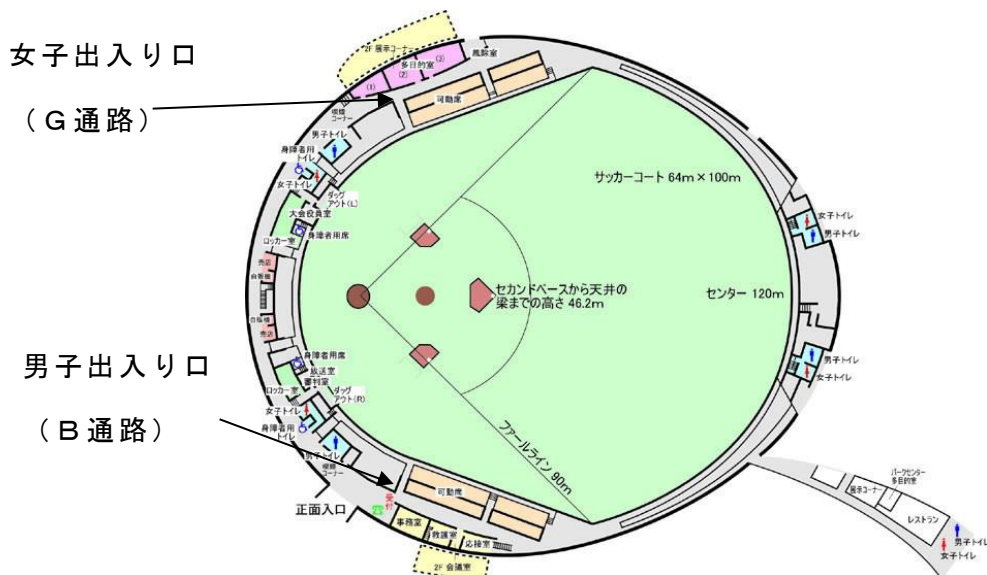 女子出入り口
（G通路）
2F 展示コーナー
多目的室
(1)
(2)
(3)
風除室
喫煙コーナー
可動席
男子トイレ
身障者用トイレ
女子トイレ
ダッグアウト(L)
大会役員室
身障者用席
ロッカー室
売店
自販機
自販機
売店
サッカーコート 64m×100m
女子トイレ
男子トイレ
セカンドベースから天井の
梁までの高さ 46.2m
センター 120m
男子トイレ
女子トイレ
男子出入り口
（B通路）
身障者用席
放送室
審判室
ロッカー室
ダッグアウト(R)
女子トイレ
身障者用トイレ
男子トイレ
喫煙コーナー
ファールライン 90m
可動席
正面入口
受付
事務室
救護室
応接室
2F 会議室
パークセンター
多目的室
展示コーナー
レストラン
男子トイレ
女子トイレ